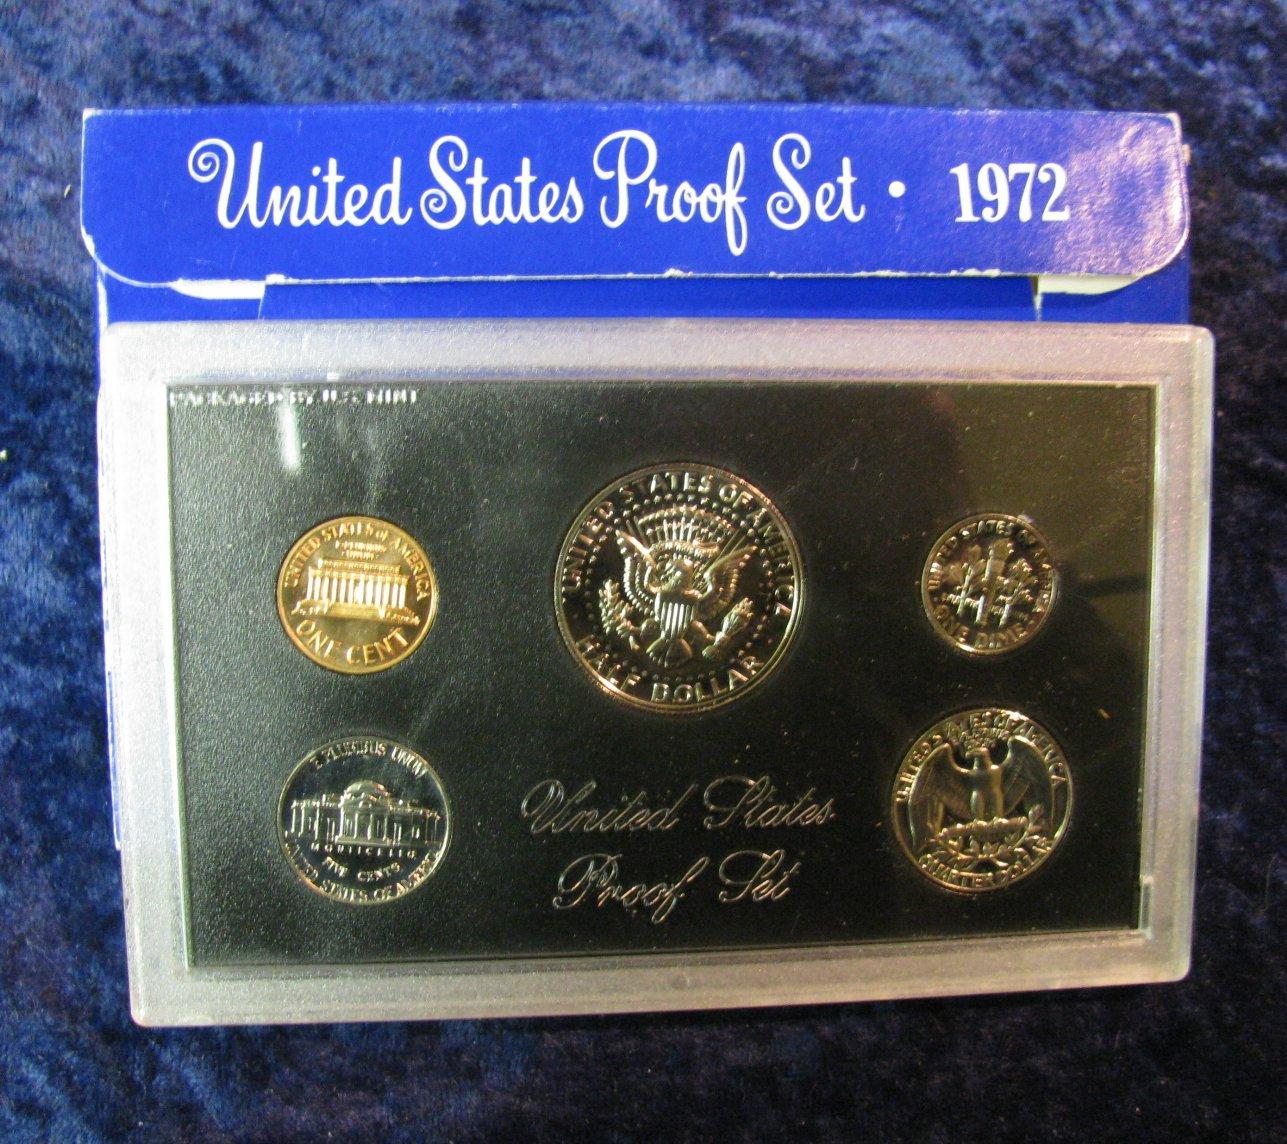 United States Proof Set · 1972
PACKAGED BY U.S. MINT
UNITED STATES OF AMERICA
ONE CENT
UNITED STATES OF AMERICA
HALF DOLLAR
UNITED STATES OF AMERICA
ONE DIME
E PLURIBUS UNUM
MONTICELLO
FIVE CENTS
UNITED STATES OF AMERICA
United States
Proof Set
UNITED STATES OF AMERICA
QUARTER DOLLAR